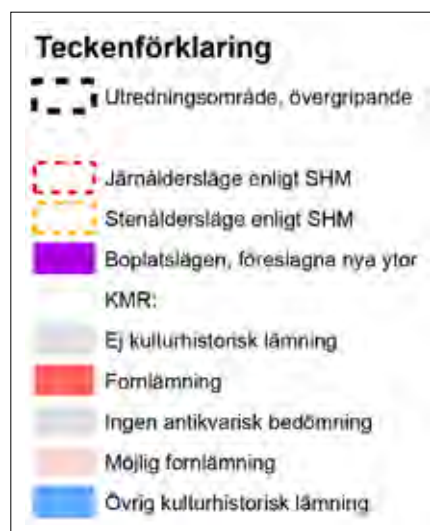 Teckenförklaring
Utredningsområde, övergripande
Järnåldersläge enligt SHM
Stenåldersläge enligt SHM
Boplatslägen, föreslagna nya ytor
KMR:
Ej kulturhistorisk lämning
Fornlämning
Ingen antikvarisk bedömning
Möjlig fornlämning
Övrig kulturhistorisk lämning